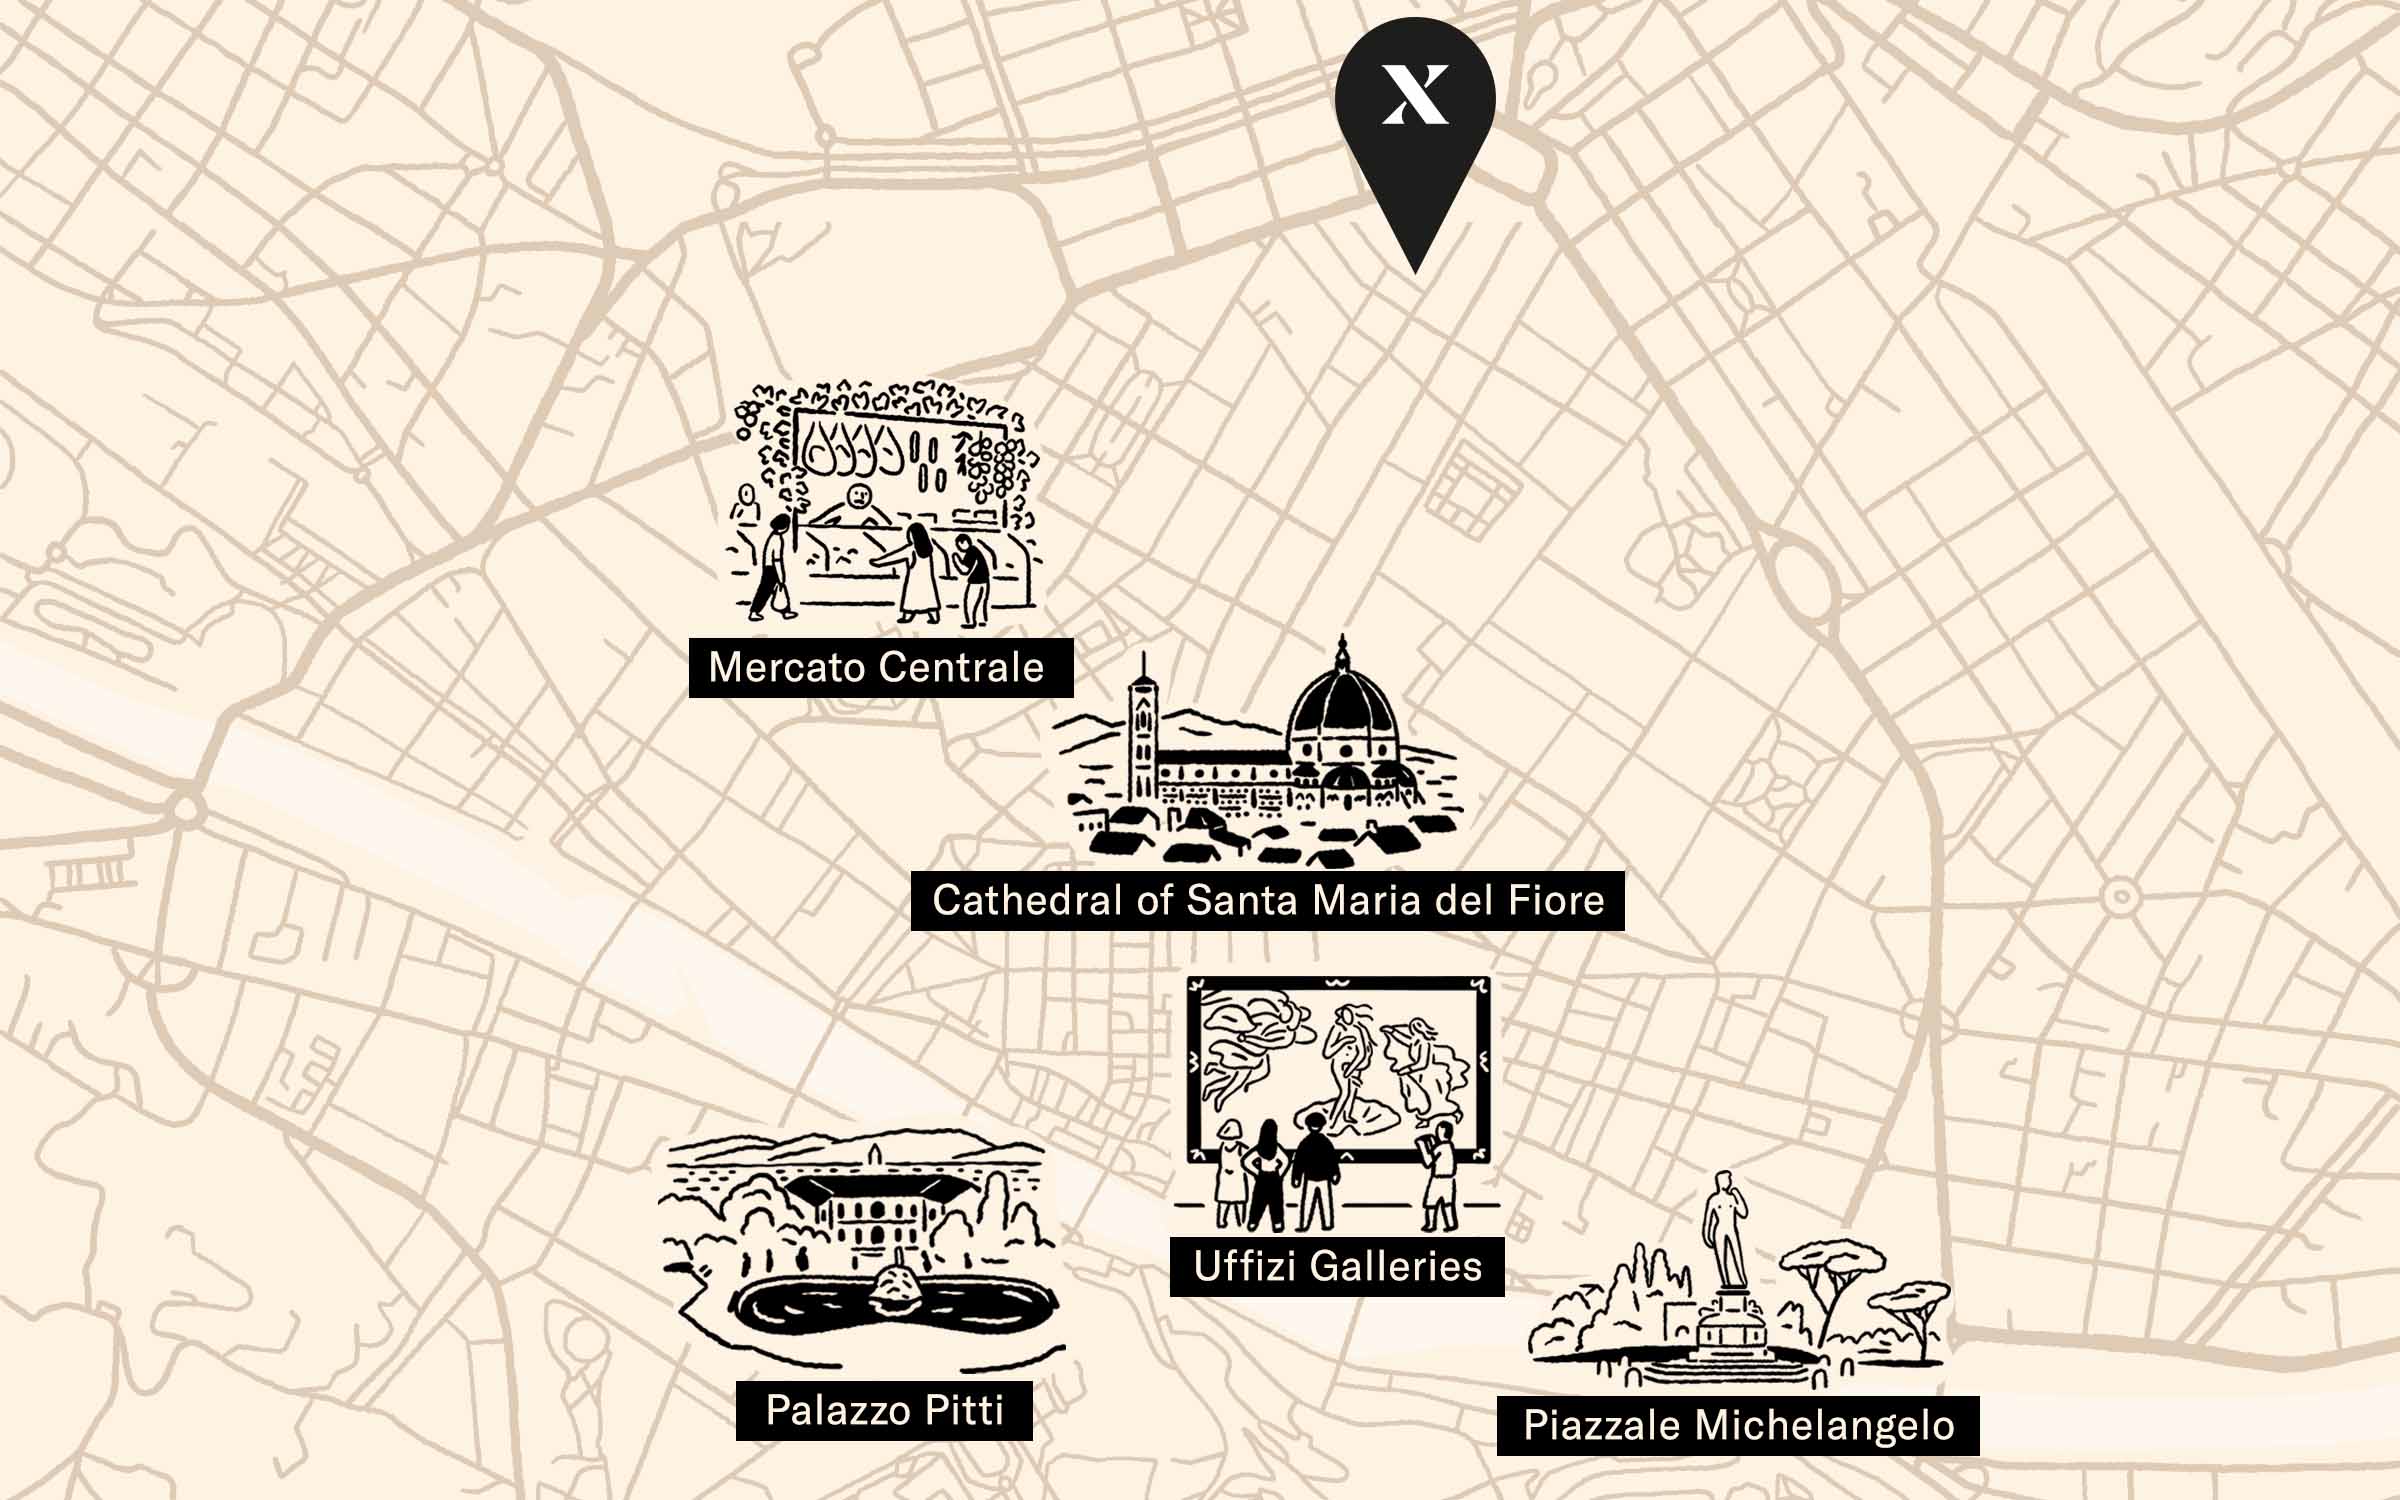 X
Mercato Centrale
Cathedral of Santa Maria del Fiore
Uffizi Galleries
Palazzo Pitti
Piazzale Michelangelo